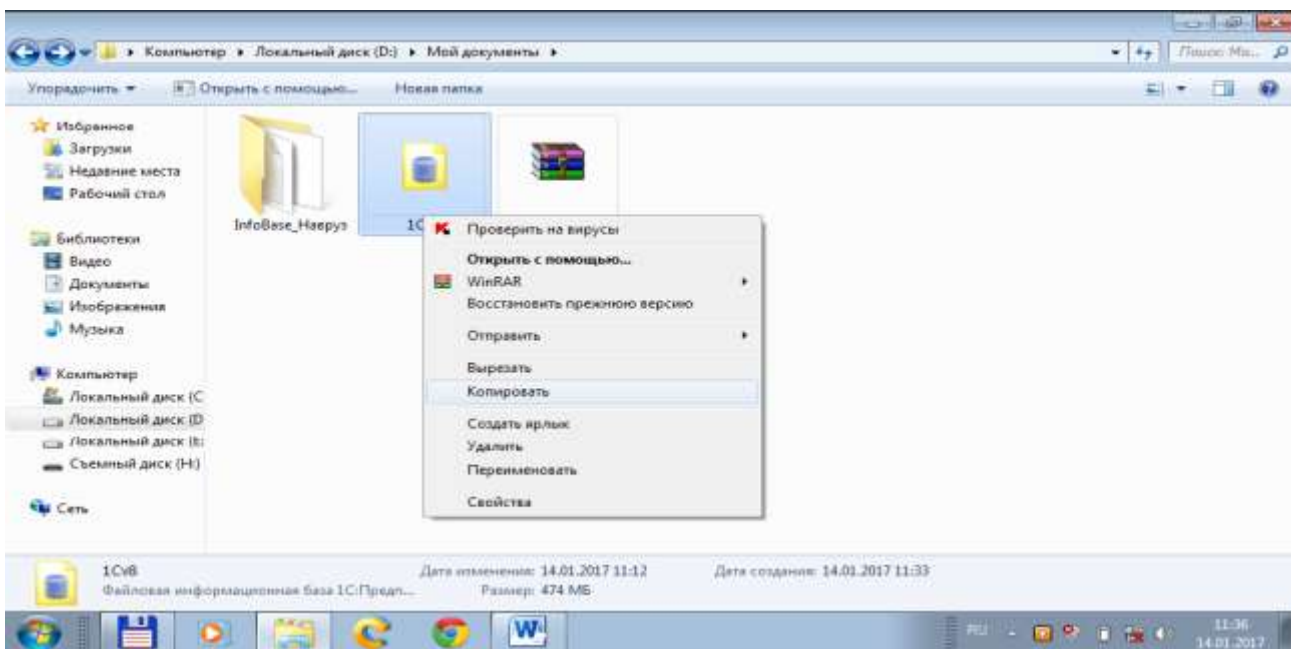 Компьютер ▸ Локальный диск (D:) ▸ Мой документы ▸
Поиск: Мо...
Упорядочить
Открыть с помощью...
Новая папка
Избранное
Загрузки
Недавние места
Рабочий стол
Библиотеки
Видео
Документы
Изображения
Музыка
Компьютер
Локальный диск (C
Локальный диск (D
Локальный диск (E:
Съемный диск (H:)
Сеть
InfoBase_Навруз
1C
Проверить на вирусы
Открыть с помощью...
WinRAR
Восстановить прежнюю версию
Отправить
Вырезать
Копировать
Создать ярлык
Удалить
Переименовать
Свойства
1Cv8
Дата изменения: 14.01.2017 11:12
Дата создания: 14.01.2017 11:33
Файловая информационная база 1С:Предп...
Размер: 474 МБ
RU
11:36
14.01.2017